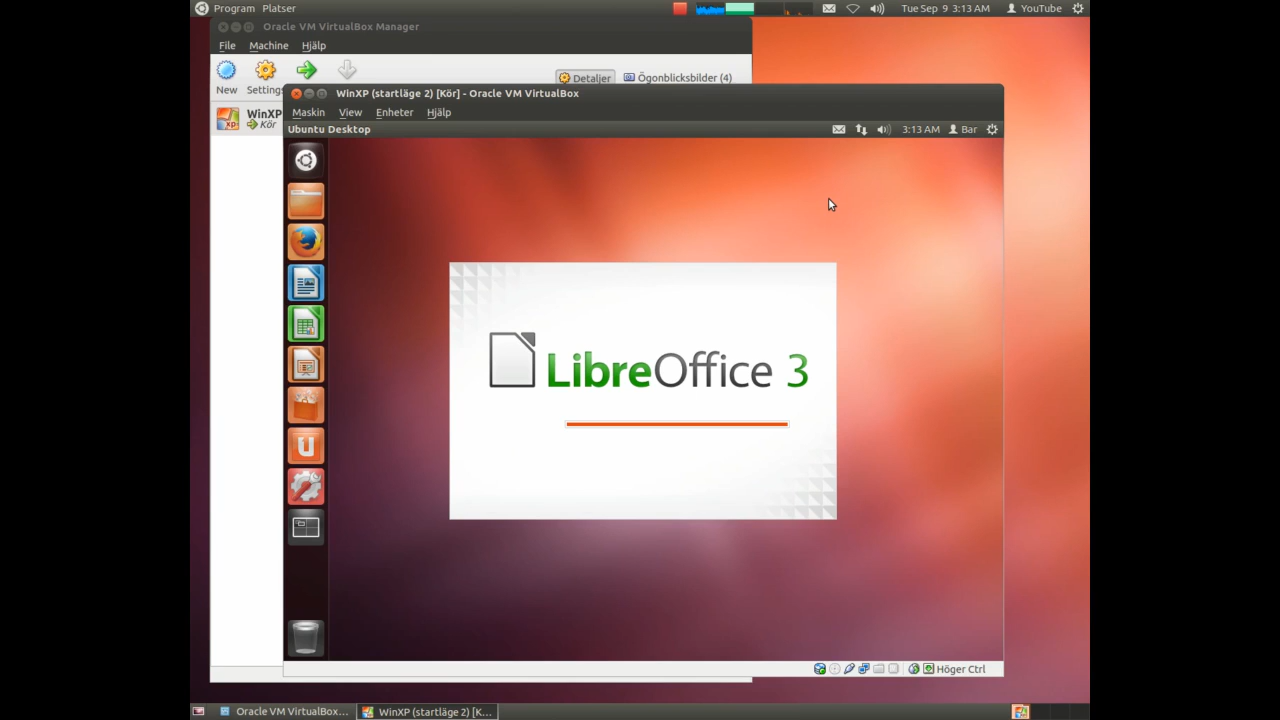 Program Platser
Tue Sep 9 3:13 AM YouTube
Oracle VM VirtualBox Manager
File Machine Hjälp
New Settings
Detaljer Ögonblicksbilder (4)
WinXP
Kör
WinXP (startläge 2) [Kör] - Oracle VM VirtualBox
Maskin View Enheter Hjälp
Ubuntu Desktop 3:13 AM Bar
LibreOffice 3
Höger Ctrl
Oracle VM VirtualBox... WinXP (startläge 2) [K...